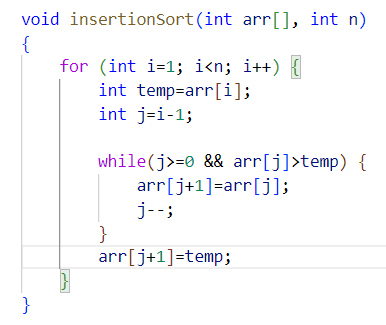 void insertionSort(int arr[], int n)
{
    for (int i=1; i<n; i++) {
        int temp=arr[i];
        int j=i-1;

        while(j>=0 && arr[j]>temp) {
            arr[j+1]=arr[j];
            j--;
        }
        arr[j+1]=temp;
    }
}